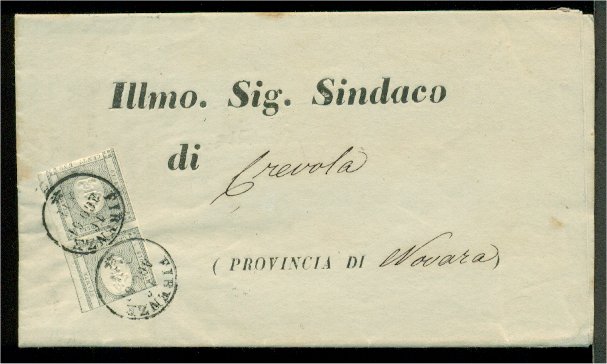 Illmo. Sig. Sindaco
di Crevola
( PROVINCIA DI Novara)
FIRENZE
FIRENZE